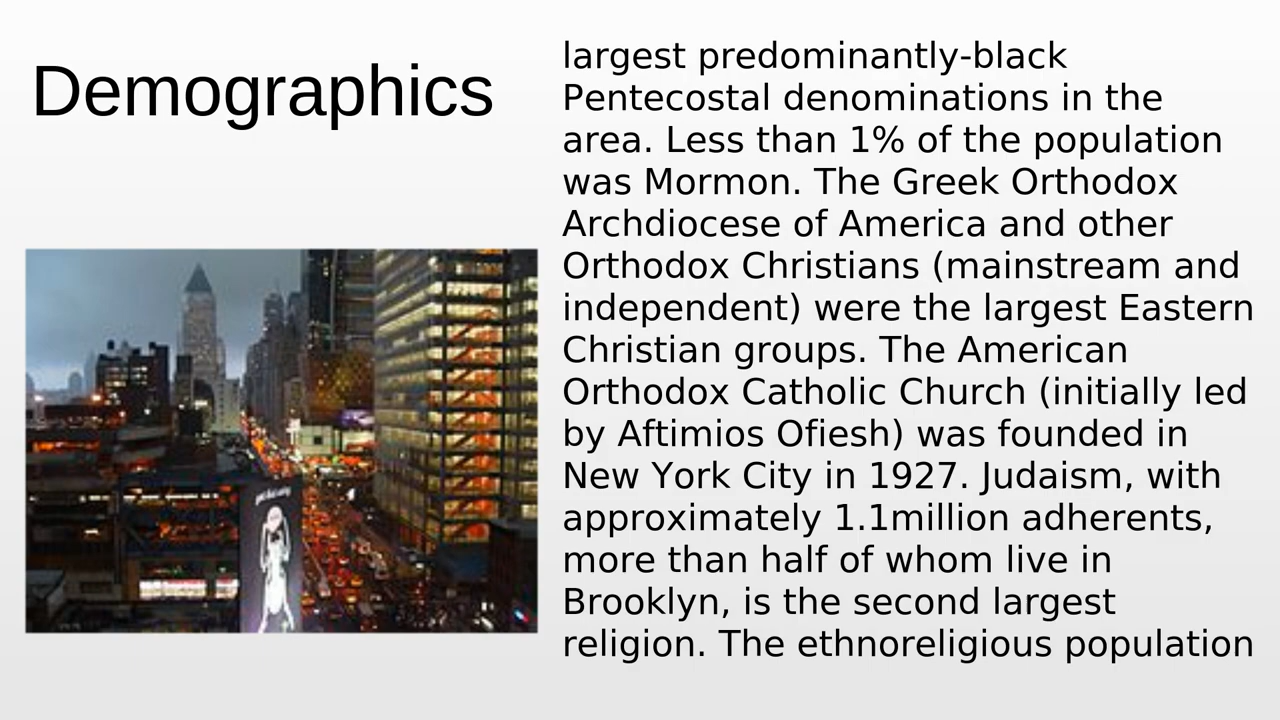 Demographics
largest predominantly-black
Pentecostal denominations in the
area. Less than 1% of the population
was Mormon. The Greek Orthodox
Archdiocese of America and other
Orthodox Christians (mainstream and
independent) were the largest Eastern
Christian groups. The American
Orthodox Catholic Church (initially led
by Aftimios Ofiesh) was founded in
New York City in 1927. Judaism, with
approximately 1.1million adherents,
more than half of whom live in
Brooklyn, is the second largest
religion. The ethnoreligious population